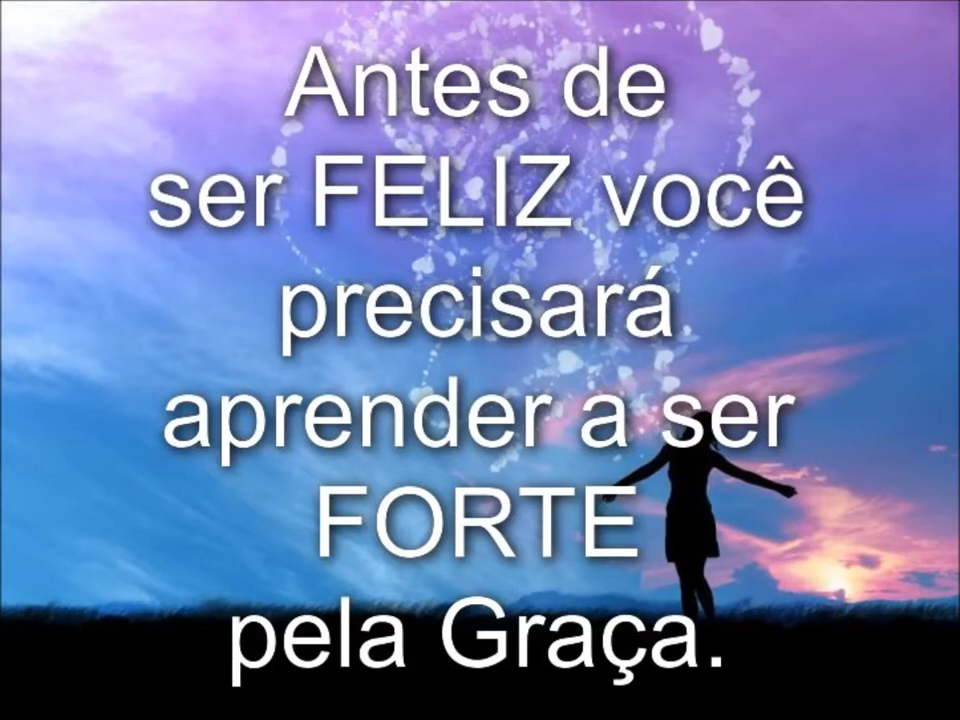 Antes de
ser FELIZ você
precisará
aprender a ser
FORTE
pela Graça.